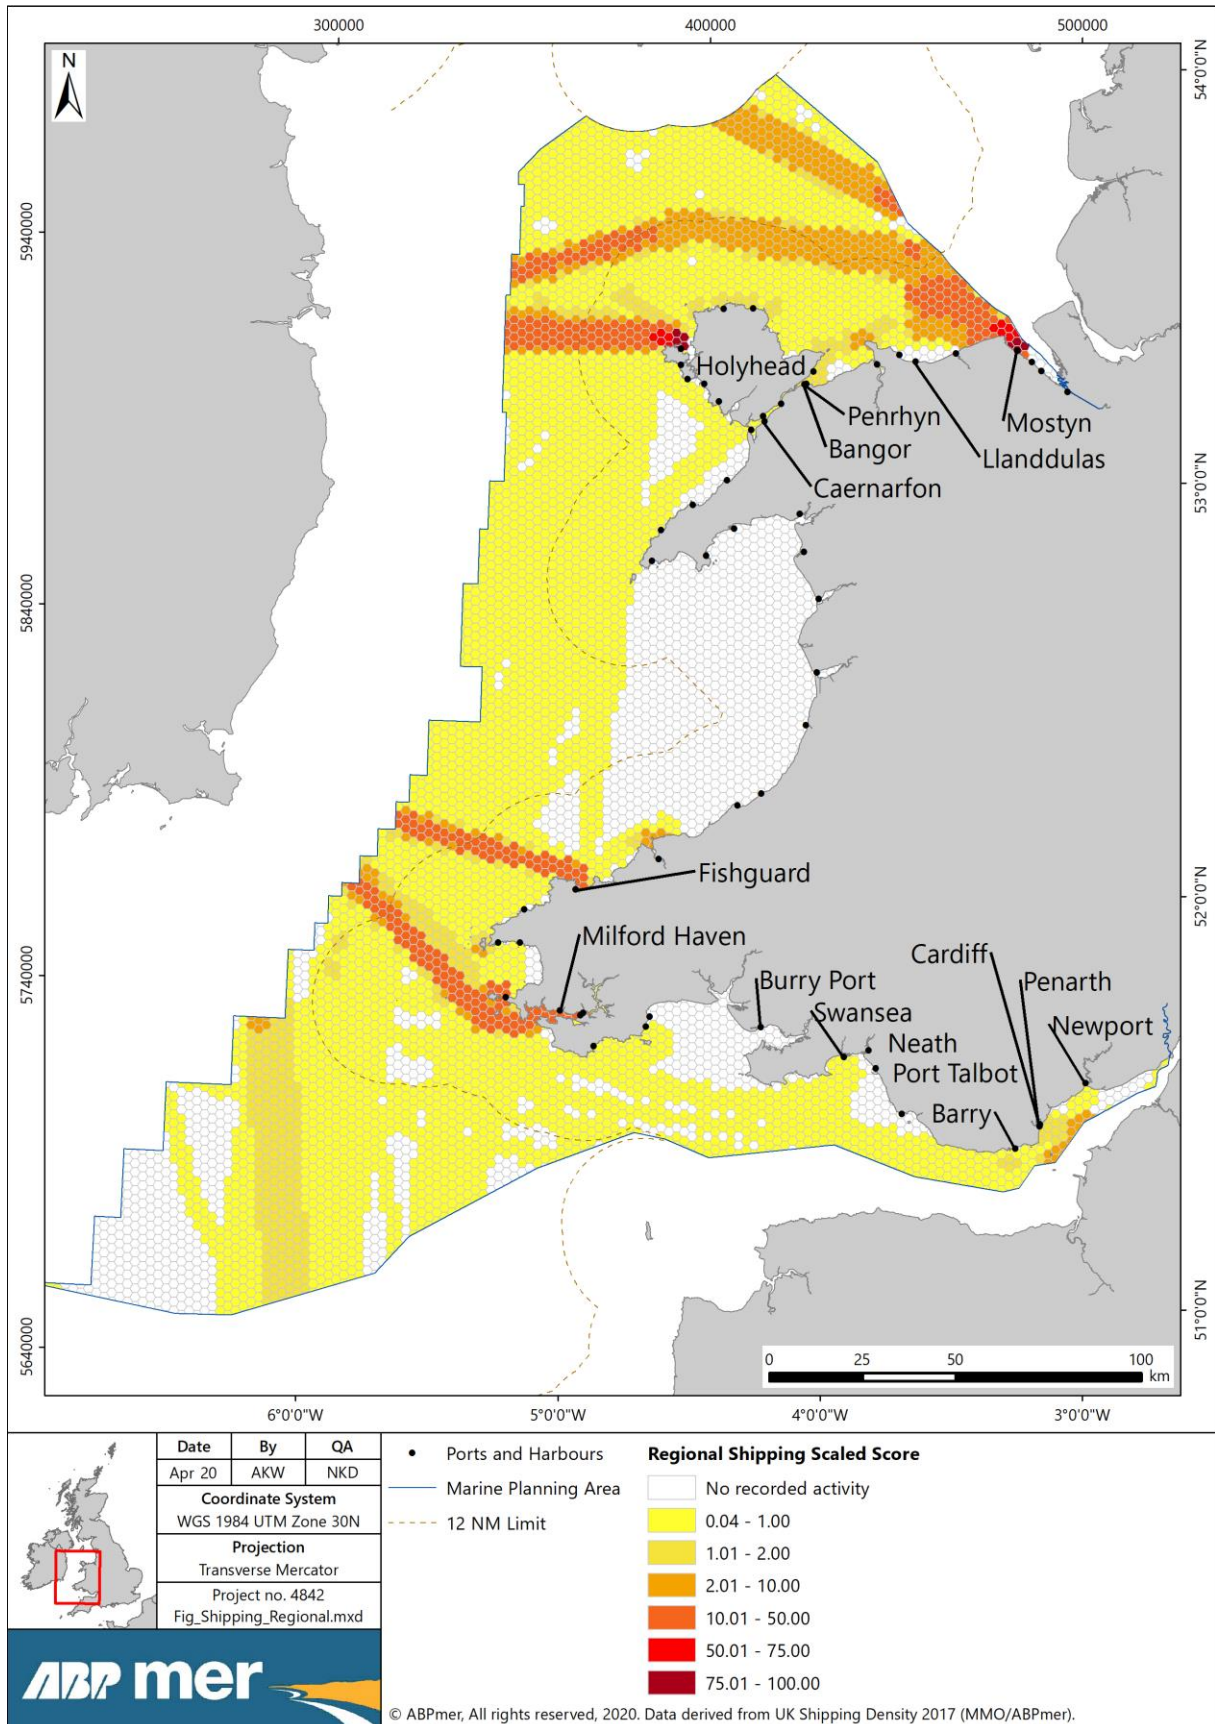 300000
400000
500000
N
54°0'0"N
5940000
Holyhead
Penrhyn
Mostyn
Bangor
Llanddulas
Caernarfon
53°0'0"N
5840000
52°0'0"N
Fishguard
Milford Haven
Cardiff
Burry Port
Penarth
Swansea
Newport
Neath
Port Talbot
Barry
5740000
51°0'0"N
5640000
0
25
50
100
km
6°0'0"W
5°0'0"W
4°0'0"W
3°0'0"W
Date
By
QA
Apr 20
AKW
NKD
Coordinate System
WGS 1984 UTM Zone 30N
Projection
Transverse Mercator
Project no. 4842
Fig_Shipping_Regional.mxd
ABP mer
Ports and Harbours
Marine Planning Area
12 NM Limit
Regional Shipping Scaled Score
No recorded activity
0.04 - 1.00
1.01 - 2.00
2.01 - 10.00
10.01 - 50.00
50.01 - 75.00
75.01 - 100.00
© ABPmer, All rights reserved, 2020. Data derived from UK Shipping Density 2017 (MMO/ABPmer).